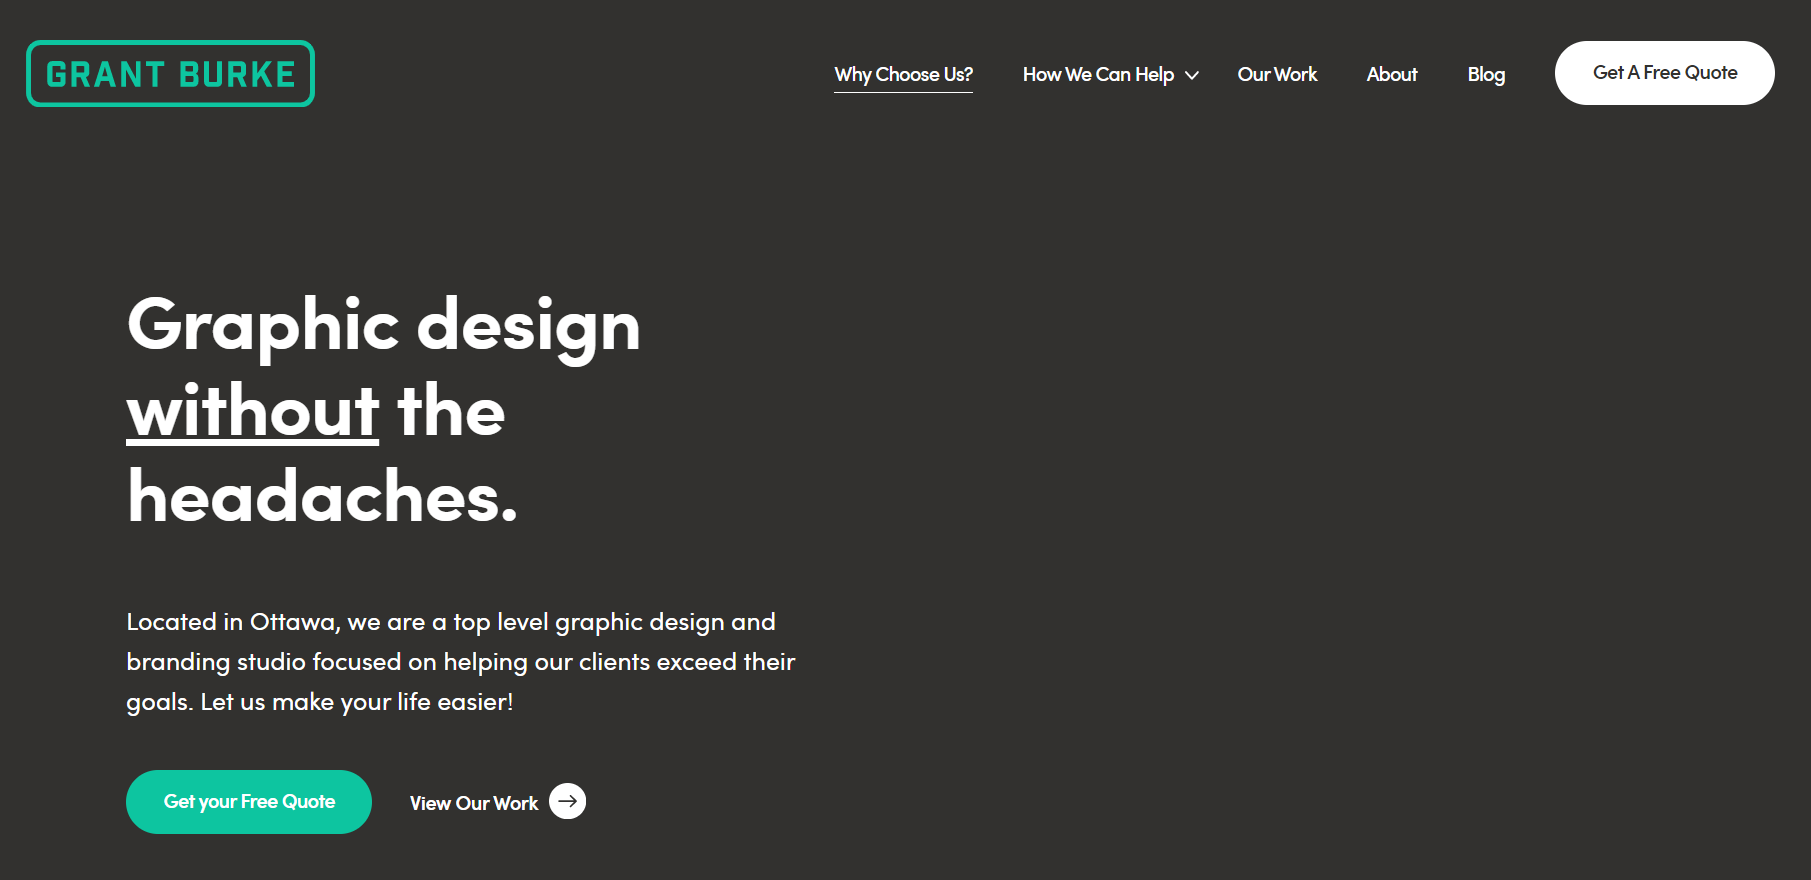 GRANT BURKE
Why Choose Us?
How We Can Help
Our Work
About
Blog
Get A Free Quote
Graphic design
without the
headaches.
Located in Ottawa, we are a top level graphic design and
branding studio focused on helping our clients exceed their
goals. Let us make your life easier!
Get your Free Quote
View Our Work